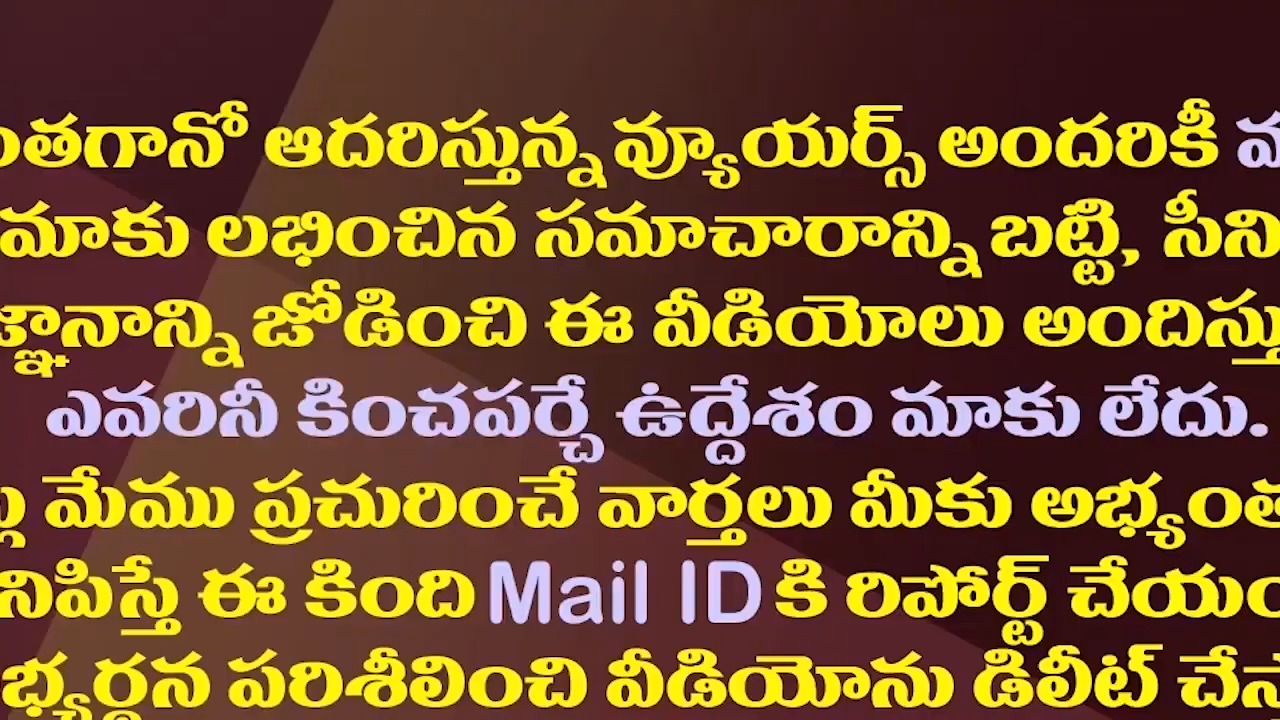 ఆదరిస్తున్న వ్యూయర్స్ అందరికీ
మాకు లభించిన సమాచారాన్ని బట్టి,
జోడించి ఈ వీడియోలు
ఎవరినీ కించపర్చే ఉద్దేశం మాకు లేదు.
మేము ప్రచురించే వార్తలు మీకు
ఈ కింది Mail ID కి రిపోర్ట్
పరిశీలించి వీడియోను డిలీట్